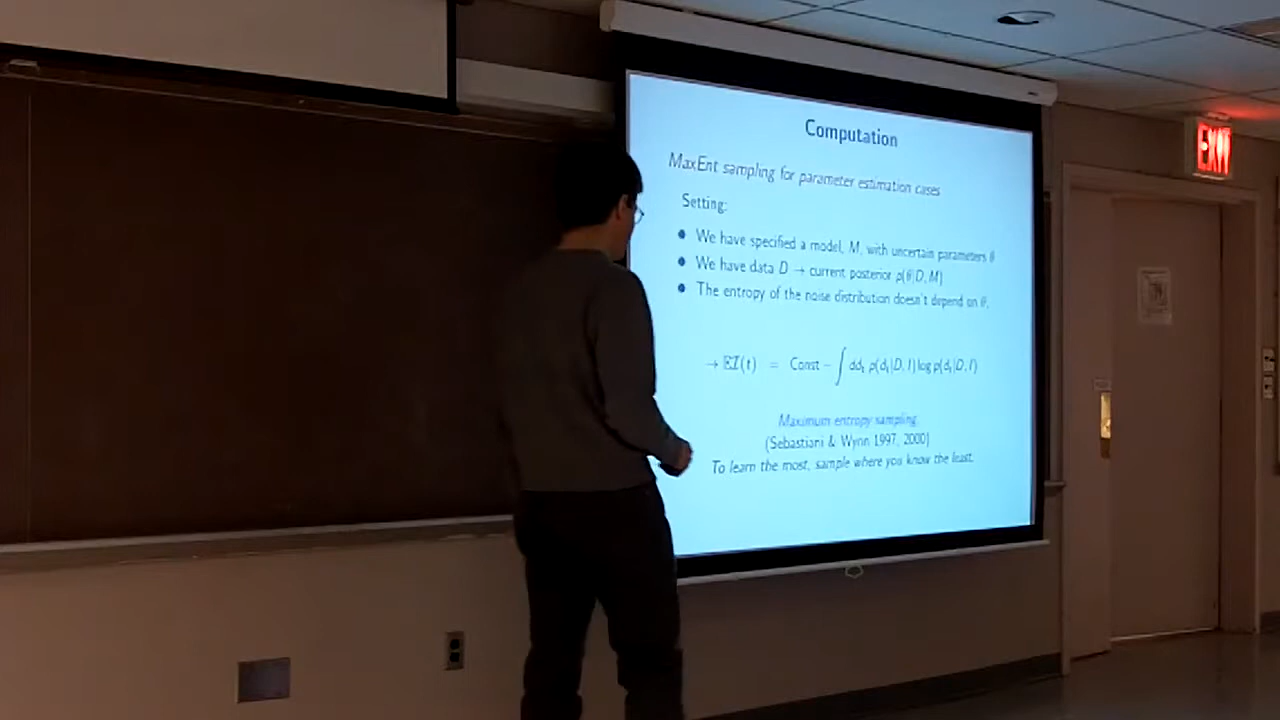 Computation
MaxEnt sampling for parameter estimation cases
Setting:
• We have specified a model, M, with uncertain parameters θ
• We have data D → current posterior p(θ|D, M)
• The entropy of the noise distribution doesn't depend on θ,
→ 𝔼ℐ(t) = Const − ∫ dd_t p(d_t|D, I) log p(d_t|D, I)
Maximum entropy sampling.
(Sebastiani & Wynn 1997, 2000)
To learn the most, sample where you know the least.
EXIT